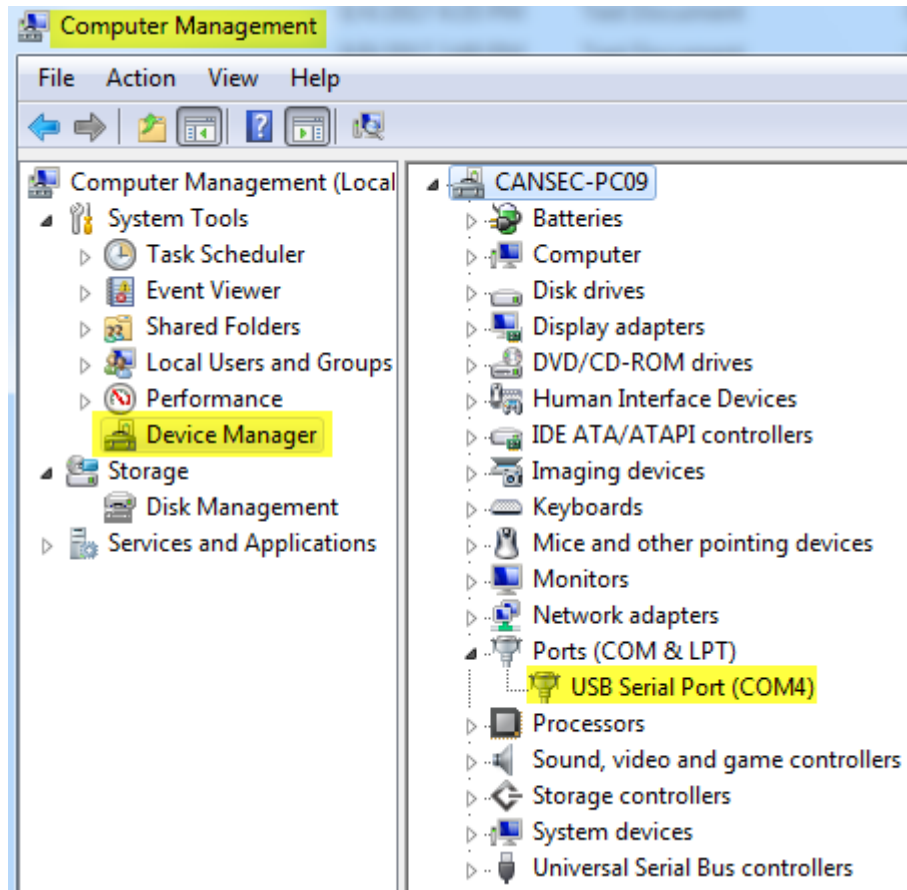 Computer Management
File Action View Help
Computer Management (Local
System Tools
Task Scheduler
Event Viewer
Shared Folders
Local Users and Groups
Performance
Device Manager
Storage
Disk Management
Services and Applications
CANSEC-PC09
Batteries
Computer
Disk drives
Display adapters
DVD/CD-ROM drives
Human Interface Devices
IDE ATA/ATAPI controllers
Imaging devices
Keyboards
Mice and other pointing devices
Monitors
Network adapters
Ports (COM & LPT)
USB Serial Port (COM4)
Processors
Sound, video and game controllers
Storage controllers
System devices
Universal Serial Bus controllers